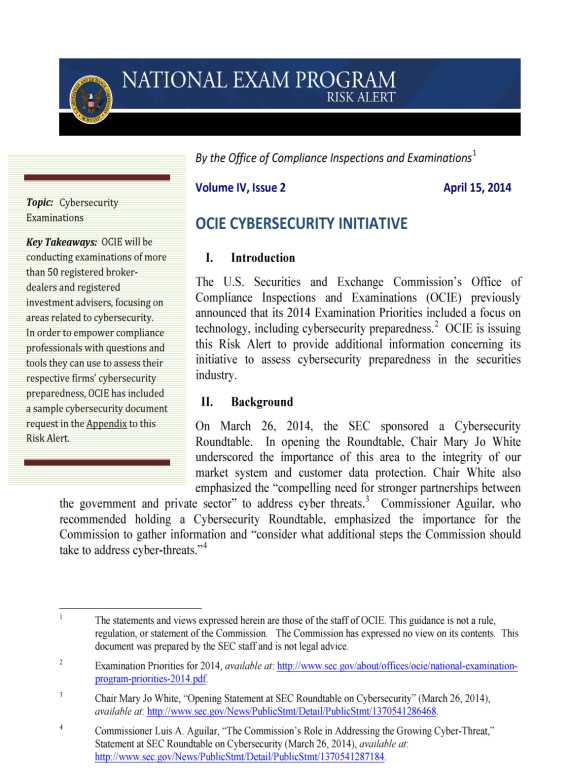 NATIONAL EXAM PROGRAM
RISK ALERT
By the Office of Compliance Inspections and Examinations1
Volume IV, Issue 2 April 15, 2014
Topic: Cybersecurity
Examinations
Key Takeaways: OCIE will be
conducting examinations of more
than 50 registered broker-
dealers and registered
investment advisers, focusing on
areas related to cybersecurity.
In order to empower compliance
professionals with questions and
tools they can use to assess their
respective firms' cybersecurity
preparedness, OCIE has included
a sample cybersecurity document
request in the Appendix to this
Risk Alert.
OCIE CYBERSECURITY INITIATIVE
I. Introduction
The U.S. Securities and Exchange Commission's Office of
Compliance Inspections and Examinations (OCIE) previously
announced that its 2014 Examination Priorities included a focus on
technology, including cybersecurity preparedness.2 OCIE is issuing
this Risk Alert to provide additional information concerning its
initiative to assess cybersecurity preparedness in the securities
industry.
II. Background
On March 26, 2014, the SEC sponsored a Cybersecurity
Roundtable. In opening the Roundtable, Chair Mary Jo White
underscored the importance of this area to the integrity of our
market system and customer data protection. Chair White also
emphasized the "compelling need for stronger partnerships between
the government and private sector" to address cyber threats.3 Commissioner Aguilar, who
recommended holding a Cybersecurity Roundtable, emphasized the importance for the
Commission to gather information and "consider what additional steps the Commission should
take to address cyber-threats."4
1 The statements and views expressed herein are those of the staff of OCIE. This guidance is not a rule,
regulation, or statement of the Commission. The Commission has expressed no view on its contents. This
document was prepared by the SEC staff and is not legal advice.
2 Examination Priorities for 2014, available at: http://www.sec.gov/about/offices/ocie/national-examination-
program-priorities-2014.pdf.
3 Chair Mary Jo White, "Opening Statement at SEC Roundtable on Cybersecurity" (March 26, 2014),
available at: http://www.sec.gov/News/PublicStmt/Detail/PublicStmt/1370541286468.
4 Commissioner Luis A. Aguilar, "The Commission's Role in Addressing the Growing Cyber-Threat,"
Statement at SEC Roundtable on Cybersecurity (March 26, 2014), available at:
http://www.sec.gov/News/PublicStmt/Detail/PublicStmt/1370541287184.